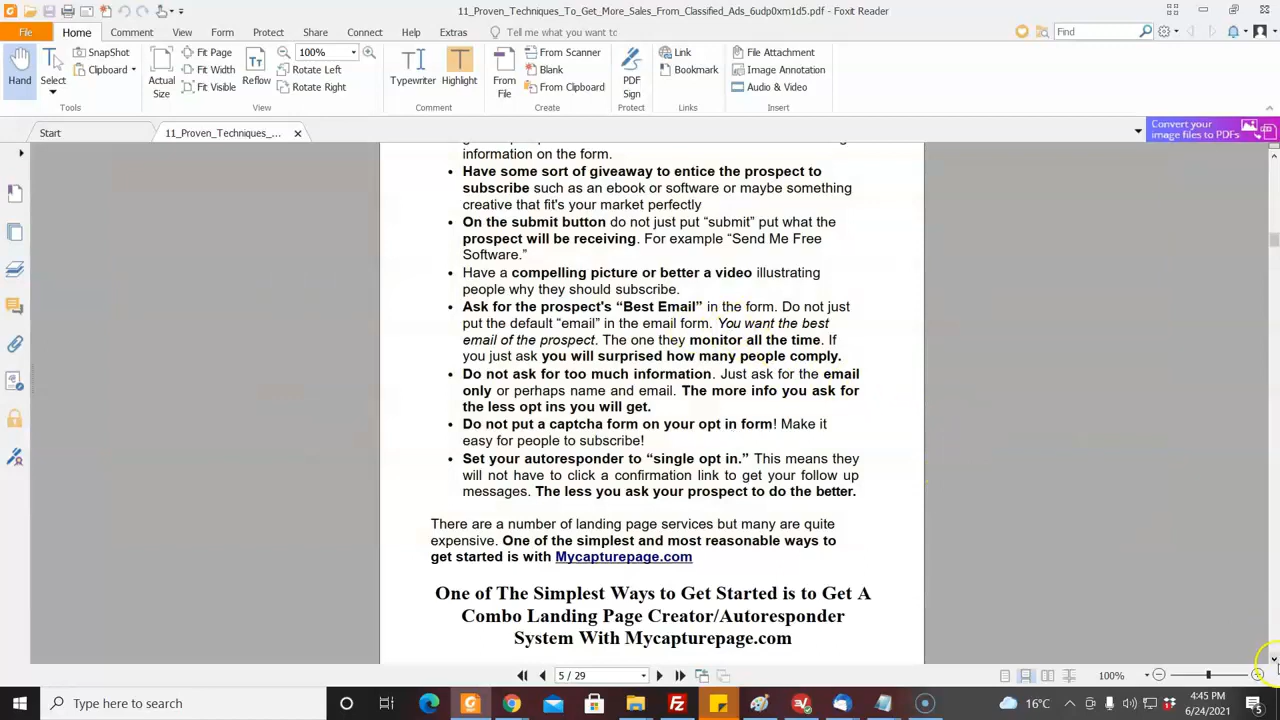 11_Proven_Techniques_To_Get_More_Sales_From_Classified_Ads_6udp0xm1d5.pdf - Foxit Reader
File Home Comment View Form Protect Share Connect Help Extras Tell me what you want to Find
Hand
Select
SnapShot
Clipboard
Tools
Actual Size
Fit Page
Fit Width
Fit Visible
Reflow
100%
Rotate Left
Rotate Right
View
Typewriter
Highlight
Comment
From File
From Scanner
Blank
From Clipboard
Create
PDF Sign
Protect
Link
Bookmark
Links
File Attachment
Image Annotation
Audio & Video
Insert
Start 11_Proven_Techniques_...
Convert your
image files to PDFs
information on the form.
• Have some sort of giveaway to entice the prospect to
subscribe such as an ebook or software or maybe something
creative that fit's your market perfectly
• On the submit button do not just put “submit” put what the
prospect will be receiving. For example “Send Me Free
Software.”
• Have a compelling picture or better a video illustrating
people why they should subscribe.
• Ask for the prospect's “Best Email” in the form. Do not just
put the default “email” in the email form. You want the best
email of the prospect. The one they monitor all the time. If
you just ask you will surprised how many people comply.
• Do not ask for too much information. Just ask for the email
only or perhaps name and email. The more info you ask for
the less opt ins you will get.
• Do not put a captcha form on your opt in form! Make it
easy for people to subscribe!
• Set your autoresponder to “single opt in.” This means they
will not have to click a confirmation link to get your follow up
messages. The less you ask your prospect to do the better.
There are a number of landing page services but many are quite
expensive. One of the simplest and most reasonable ways to
get started is with Mycapturepage.com
One of The Simplest Ways to Get Started is to Get A
Combo Landing Page Creator/Autoresponder
System With Mycapturepage.com
5 / 29
100%
Type here to search
16°C
4:45 PM
6/24/2021
5